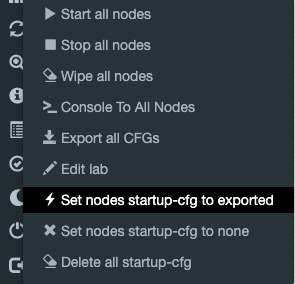 Start all nodes
Stop all nodes
Wipe all nodes
Console To All Nodes
Export all CFGs
Edit lab
Set nodes startup-cfg to exported
Set nodes startup-cfg to none
Delete all startup-cfg